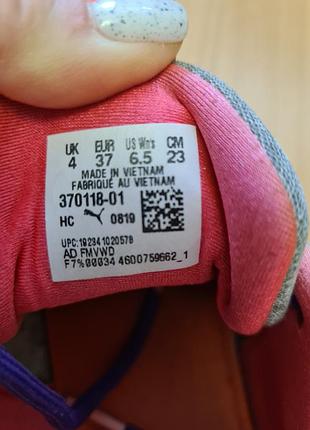 UK EUR US Wn's CM
4 37 6.5 23
MADE IN VIETNAM
FABRIQUÉ AU VIETNAM
370118-01
HC 0819
UPC:192341020578
AD FMVWD
F7%00034 4600759662_1